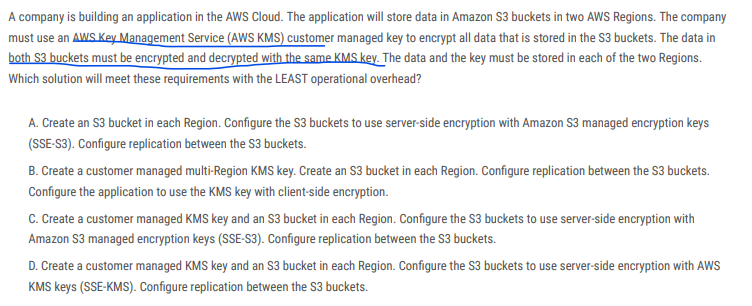 A company is building an application in the AWS Cloud. The application will store data in Amazon S3 buckets in two AWS Regions. The company
must use an AWS Key Management Service (AWS KMS) customer managed key to encrypt all data that is stored in the S3 buckets. The data in
both S3 buckets must be encrypted and decrypted with the same KMS key. The data and the key must be stored in each of the two Regions.
Which solution will meet these requirements with the LEAST operational overhead?
A. Create an S3 bucket in each Region. Configure the S3 buckets to use server-side encryption with Amazon S3 managed encryption keys
(SSE-S3). Configure replication between the S3 buckets.
B. Create a customer managed multi-Region KMS key. Create an S3 bucket in each Region. Configure replication between the S3 buckets.
Configure the application to use the KMS key with client-side encryption.
C. Create a customer managed KMS key and an S3 bucket in each Region. Configure the S3 buckets to use server-side encryption with
Amazon S3 managed encryption keys (SSE-S3). Configure replication between the S3 buckets.
D. Create a customer managed KMS key and an S3 bucket in each Region. Configure the S3 buckets to use server-side encryption with AWS
KMS keys (SSE-KMS). Configure replication between the S3 buckets.